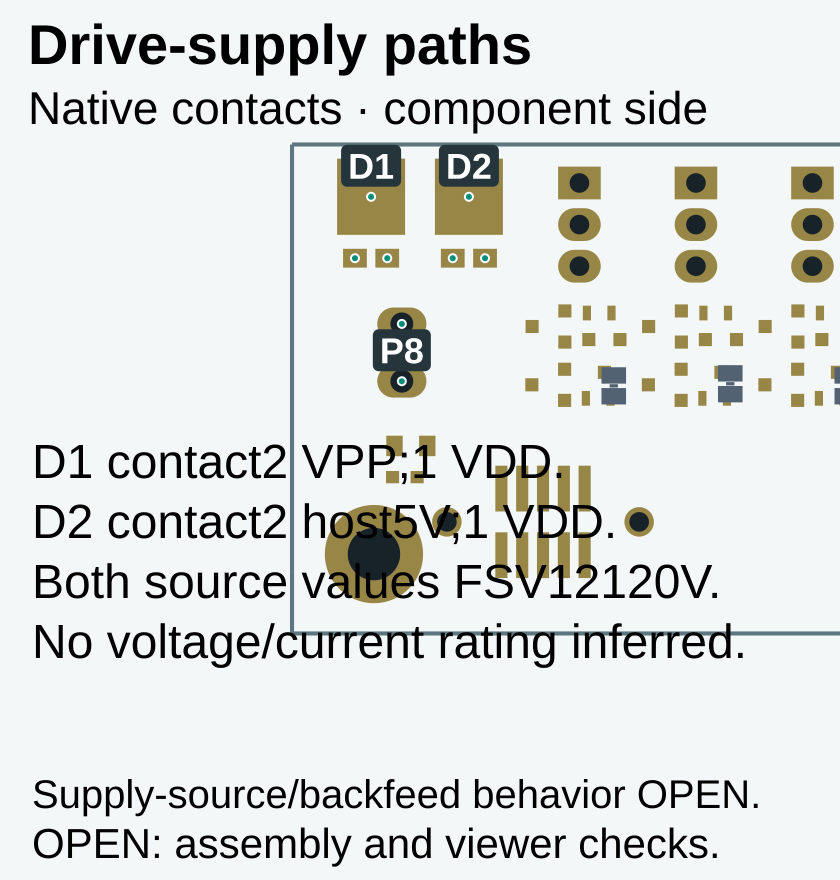 Drive-supply paths
Native contacts · component side
D1 D2
P8
D1 contact2 VPP;1 VDD.
D2 contact2 host5V;1 VDD.
Both source values FSV12120V.
No voltage/current rating inferred.
Supply-source/backfeed behavior OPEN.
OPEN: assembly and viewer checks.